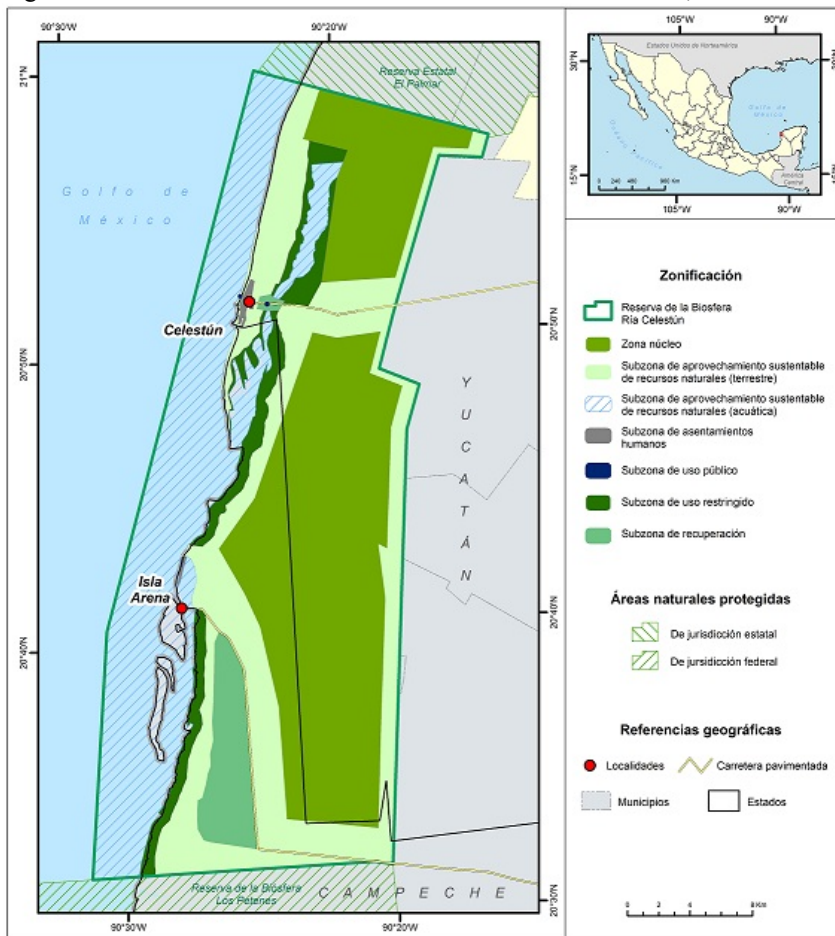 90°30'W
90°20'W
21°N
Reserva Estatal
El Palmar
Golfo de
México
Celestún
20°50'N
20°50'N
YUCATÁN
Isla
Arena
20°40'N
20°40'N
Reserva de la Biósfera
Los Petenes
CAMPECHE
20°30'N
90°30'W
90°20'W
105°W
90°W
Estados Unidos de Norteamérica
30°N
Golfo de
México
Océano Pacífico
15°N
América
Central
105°W
90°W
Zonificación
Reserva de la Biosfera
Ría Celestún
Zona núcleo
Subzona de aprovechamiento sustentable
de recursos naturales (terrestre)
Subzona de aprovechamiento sustentable
de recursos naturales (acuática)
Subzona de asentamientos
humanos
Subzona de uso público
Subzona de uso restringido
Subzona de recuperación
Áreas naturales protegidas
De jurisdicción estatal
De jursidicción federal
Referencias geográficas
Localidades
Carretera pavimentada
Municipios
Estados
0 2 4 8 Km